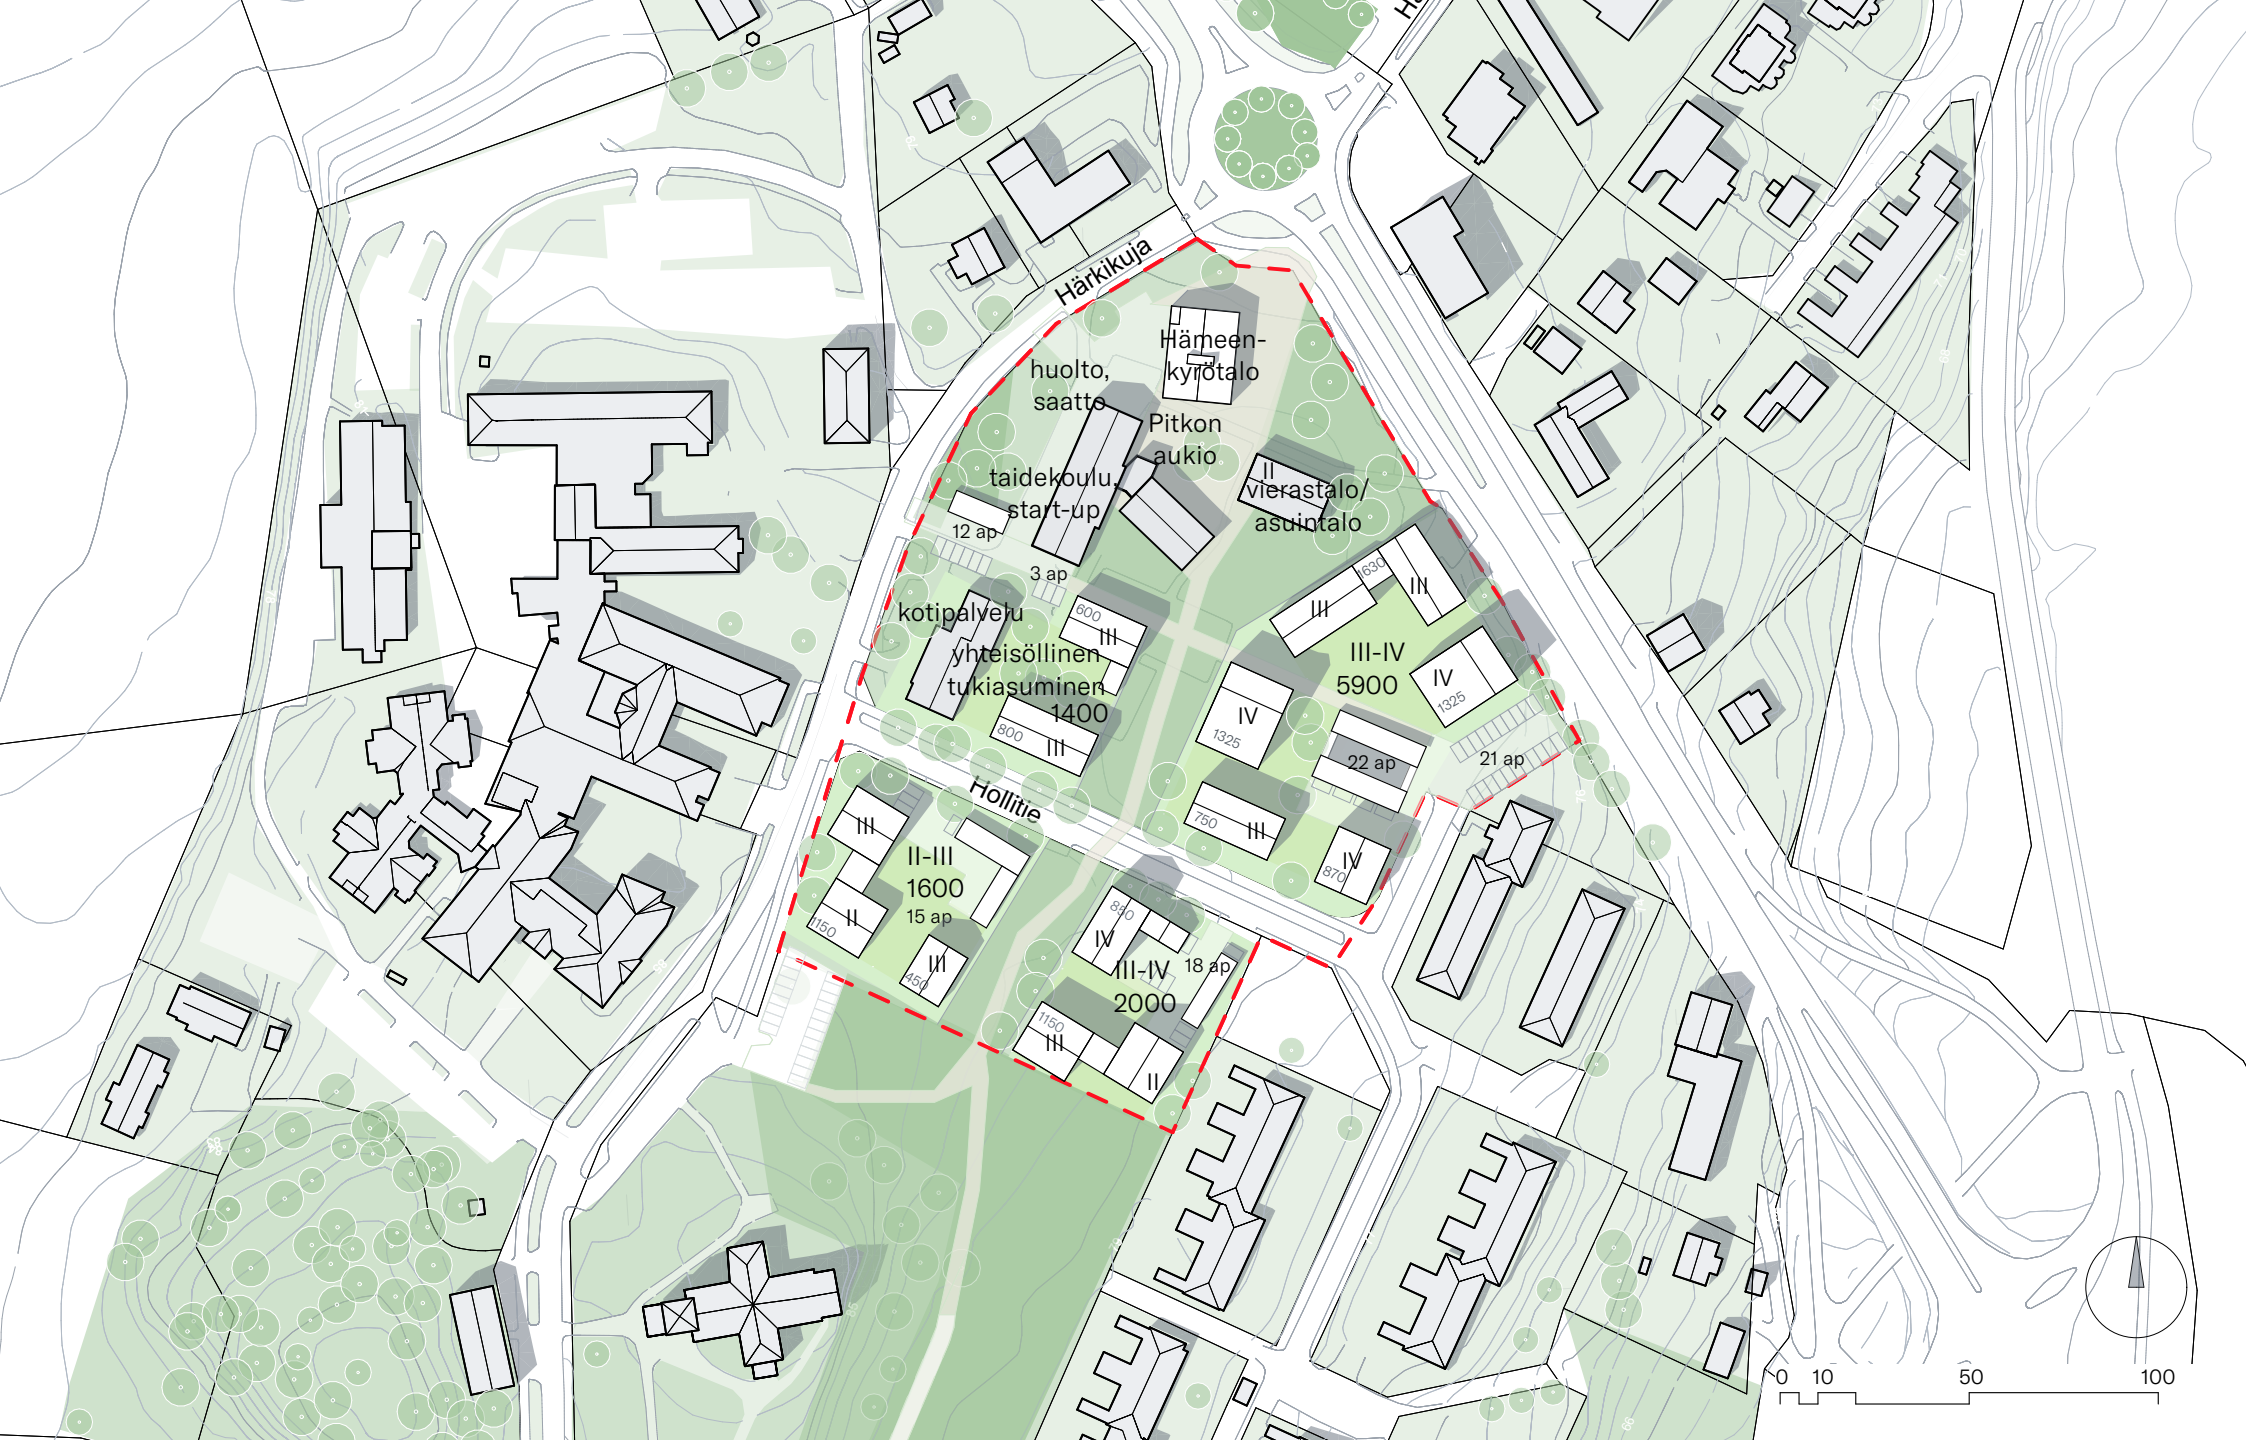 Härkikuja
Hämeen-
kyrötalo
huolto,
saatto
Pitkon
aukio
taidekoulu,
start-up
II
vierastalo/
asuintalo
12 ap
3 ap
kotipalvelu
600
III
yhteisöllinen
tukiasuminen
1400
800
III
1630
III
III
III-IV
5900
IV
1325
IV
1325
22 ap
21 ap
750
III
IV
870
Hollitie
III
II-III
1600
15 ap
II
1150
III
450
850
IV
18 ap
III-IV
2000
1150
III
II
0 10 50 100